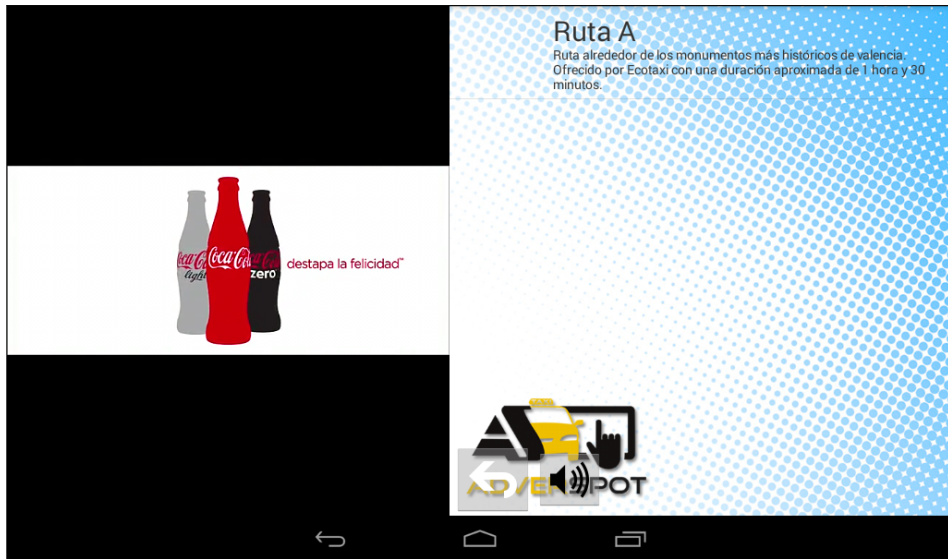 Ruta A
Ruta alrededor de los monumentos más históricos de valencia.
Ofrecido por Ecotaxi con una duración aproximada de 1 hora y 30
minutos.
Coca-Cola
light
Coca-Cola
Coca-Cola
zero
destapa la felicidad™